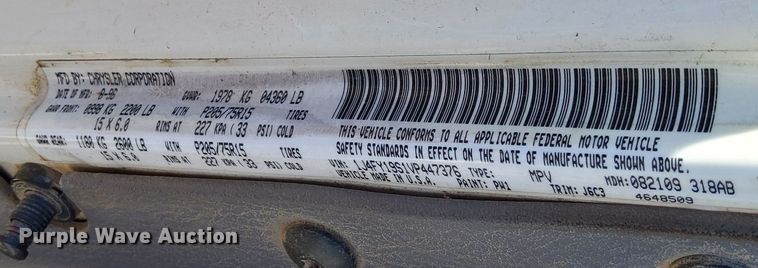 MFD BY: CHRYSLER CORPORATION
DATE OF MFD: 8-96 GVWR: 1978 KG 04360 LB
GAWR FRONT: 0998 KG 2200 LB WITH P205/75R15 TIRES
15 X 6.0 RIMS AT 227 KPA (33 PSI) COLD
GAWR REAR: 1180 KG 2600 LB WITH P205/75R15 TIRES
15 X 6.0 RIMS AT 227 KPA (33 PSI) COLD
THIS VEHICLE CONFORMS TO ALL APPLICABLE FEDERAL MOTOR VEHICLE
SAFETY STANDARDS IN EFFECT ON THE DATE OF MANUFACTURE SHOWN ABOVE.
VIN: 1J4FY19S1VP447376 TYPE: MPV MDH: 082109 318AB
VEHICLE MADE IN U.S.A. PAINT: PW1 TRIM: J6C3
4648509
Purple Wave Auction